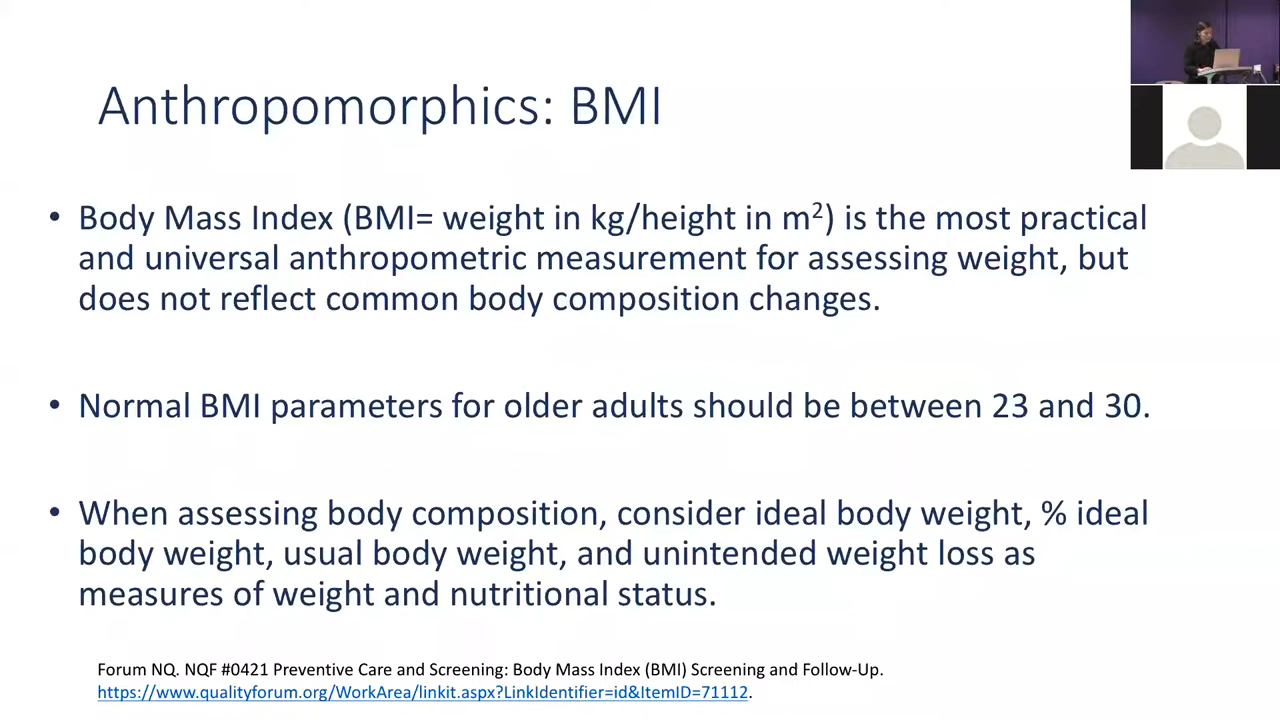 Anthropomorphics: BMI
• Body Mass Index (BMI= weight in kg/height in m²) is the most practical
and universal anthropometric measurement for assessing weight, but
does not reflect common body composition changes.
• Normal BMI parameters for older adults should be between 23 and 30.
• When assessing body composition, consider ideal body weight, % ideal
body weight, usual body weight, and unintended weight loss as
measures of weight and nutritional status.
Forum NQ. NQF #0421 Preventive Care and Screening: Body Mass Index (BMI) Screening and Follow-Up.
https://www.qualityforum.org/WorkArea/linkit.aspx?LinkIdentifier=id&ItemID=71112.